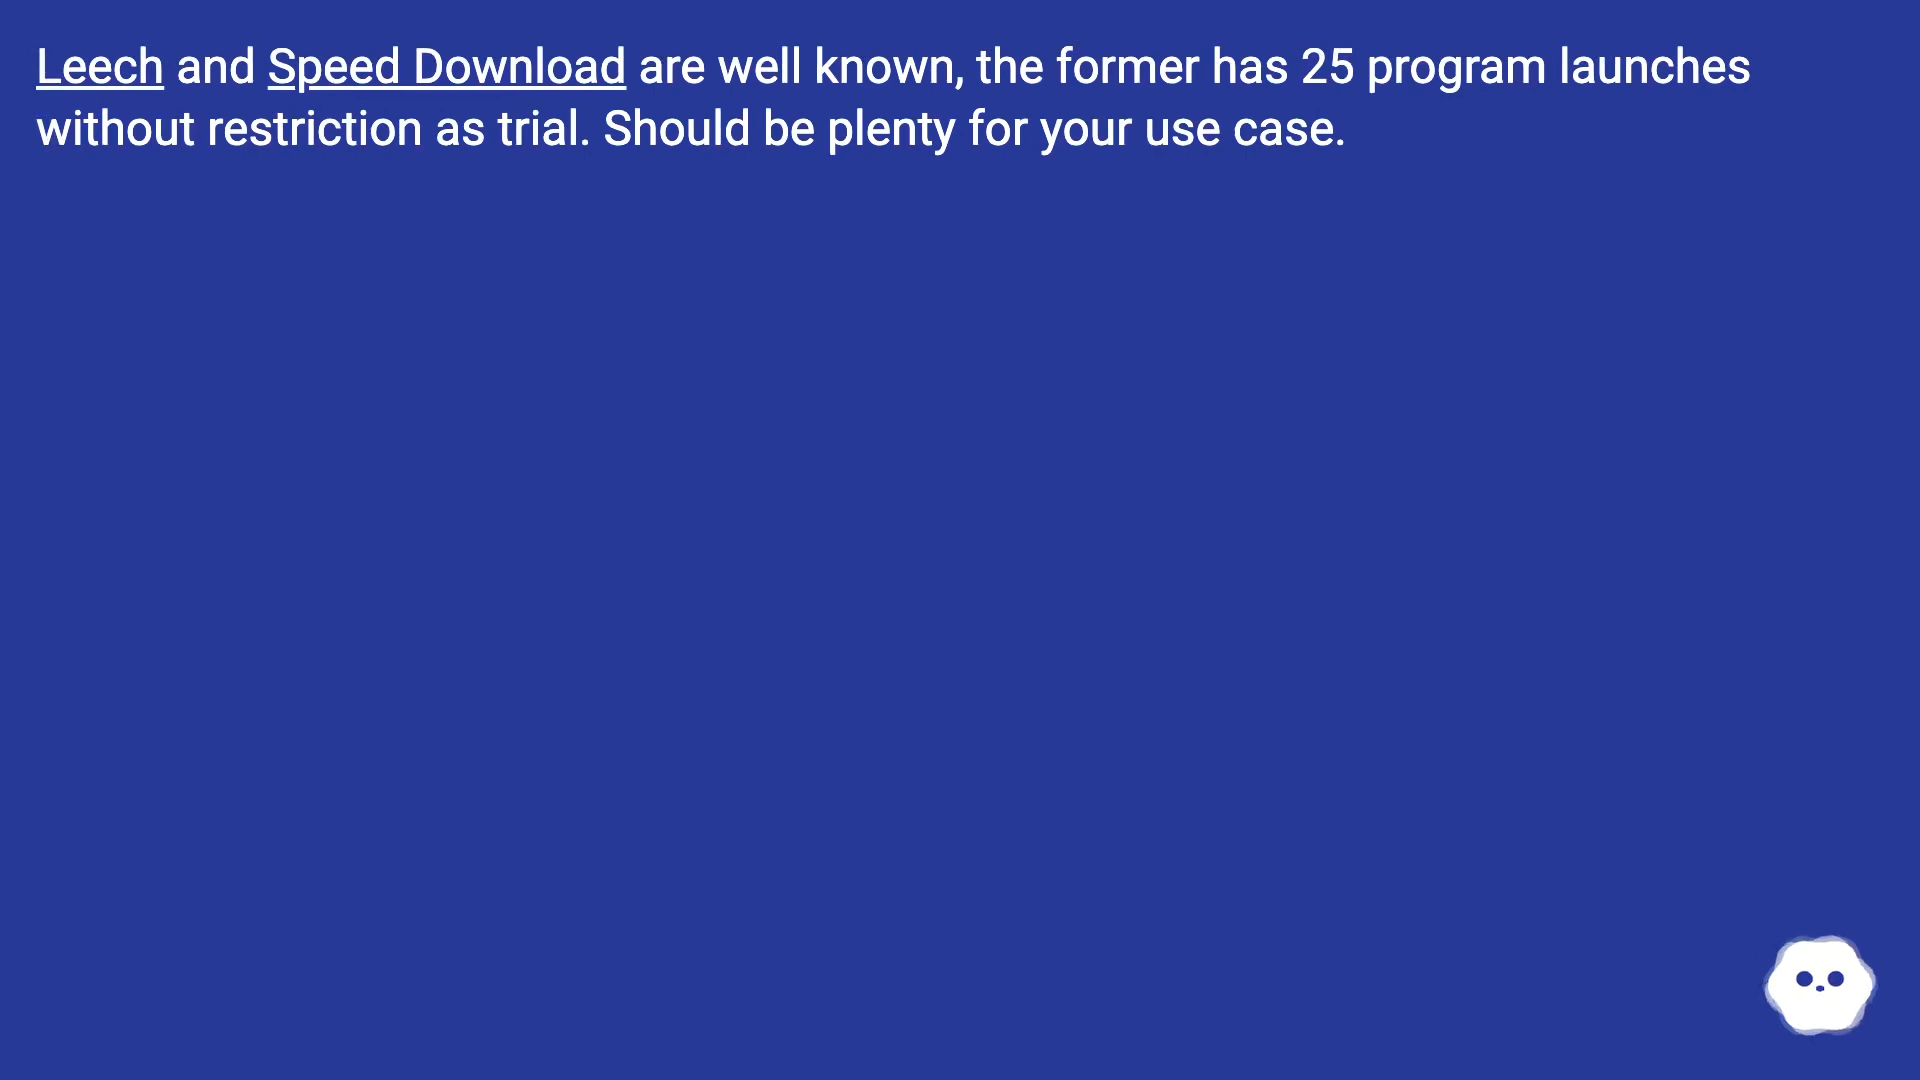 Leech and Speed Download are well known, the former has 25 program launches
without restriction as trial. Should be plenty for your use case.